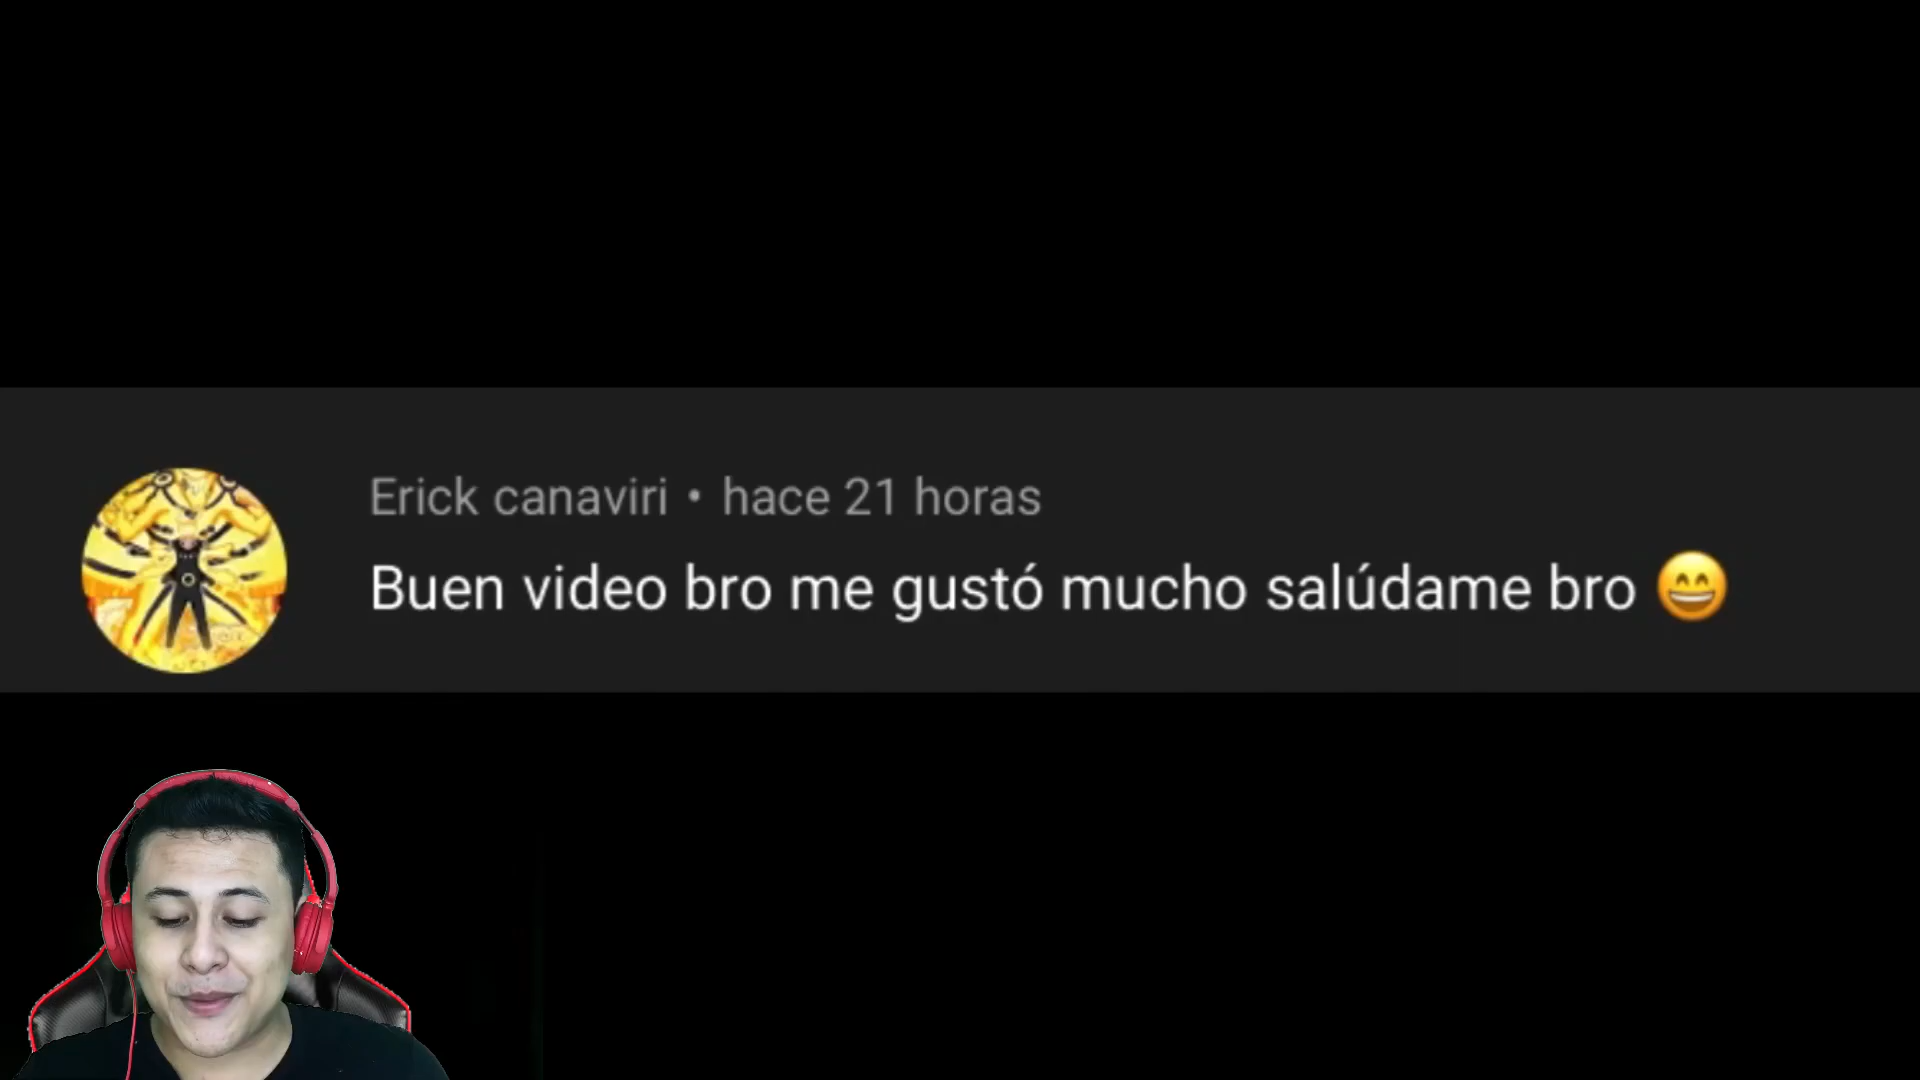 Erick canaviri • hace 21 horas
Buen video bro me gustó mucho salúdame bro 😄